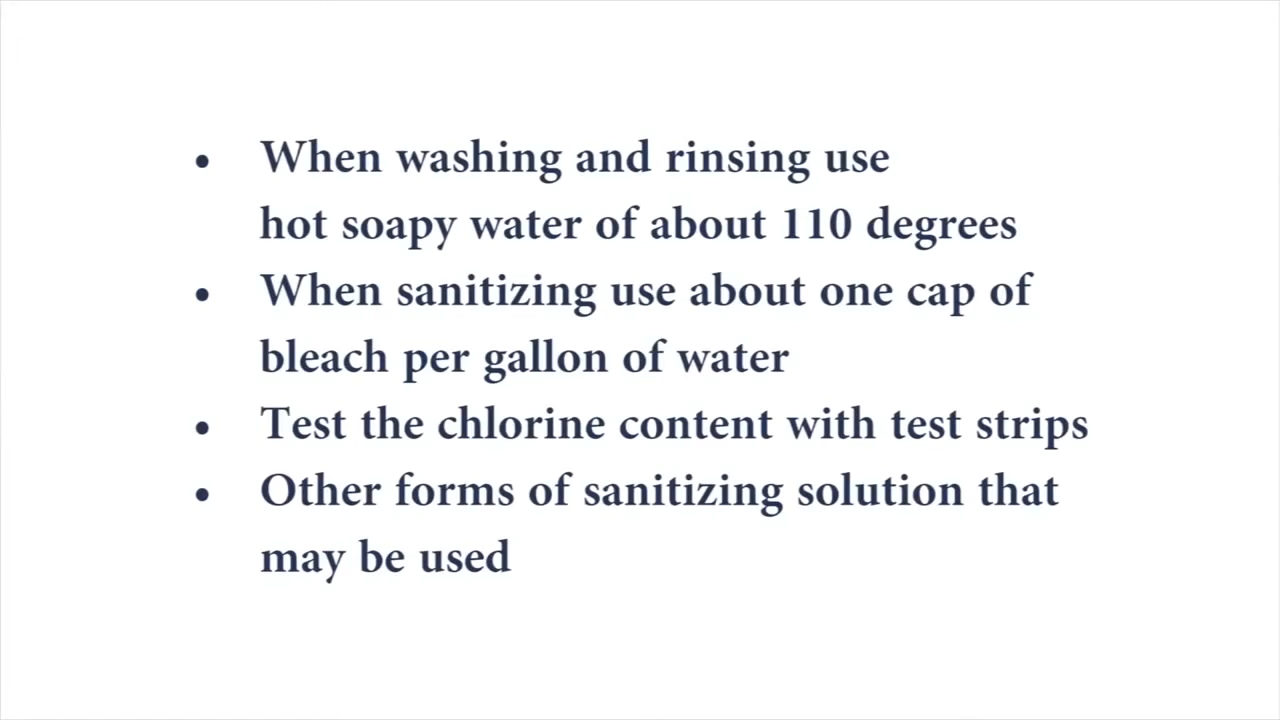 • When washing and rinsing use
hot soapy water of about 110 degrees
• When sanitizing use about one cap of
bleach per gallon of water
• Test the chlorine content with test strips
• Other forms of sanitizing solution that
may be used